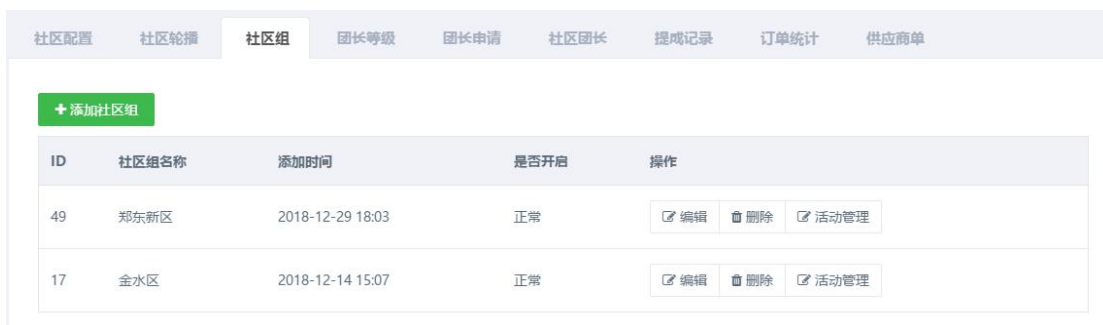 社区配置 社区轮播 社区组 团长等级 团长申请 社区团长 提成记录 订单统计 供应商单
+添加社区组
ID 社区组名称 添加时间 是否开启 操作
49 郑东新区 2018-12-29 18:03 正常 编辑 删除 活动管理
17 金水区 2018-12-14 15:07 正常 编辑 删除 活动管理